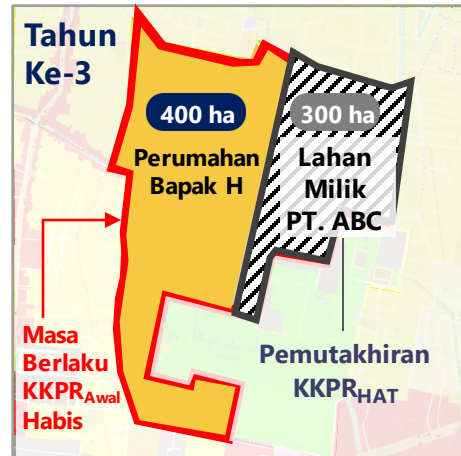 Tahun
Ke-3
400 ha
Perumahan
Bapak H
300 ha
Lahan
Milik
PT. ABC
Masa
Berlaku
KKPRAwal
Habis
Pemutakhiran
KKPRHAT